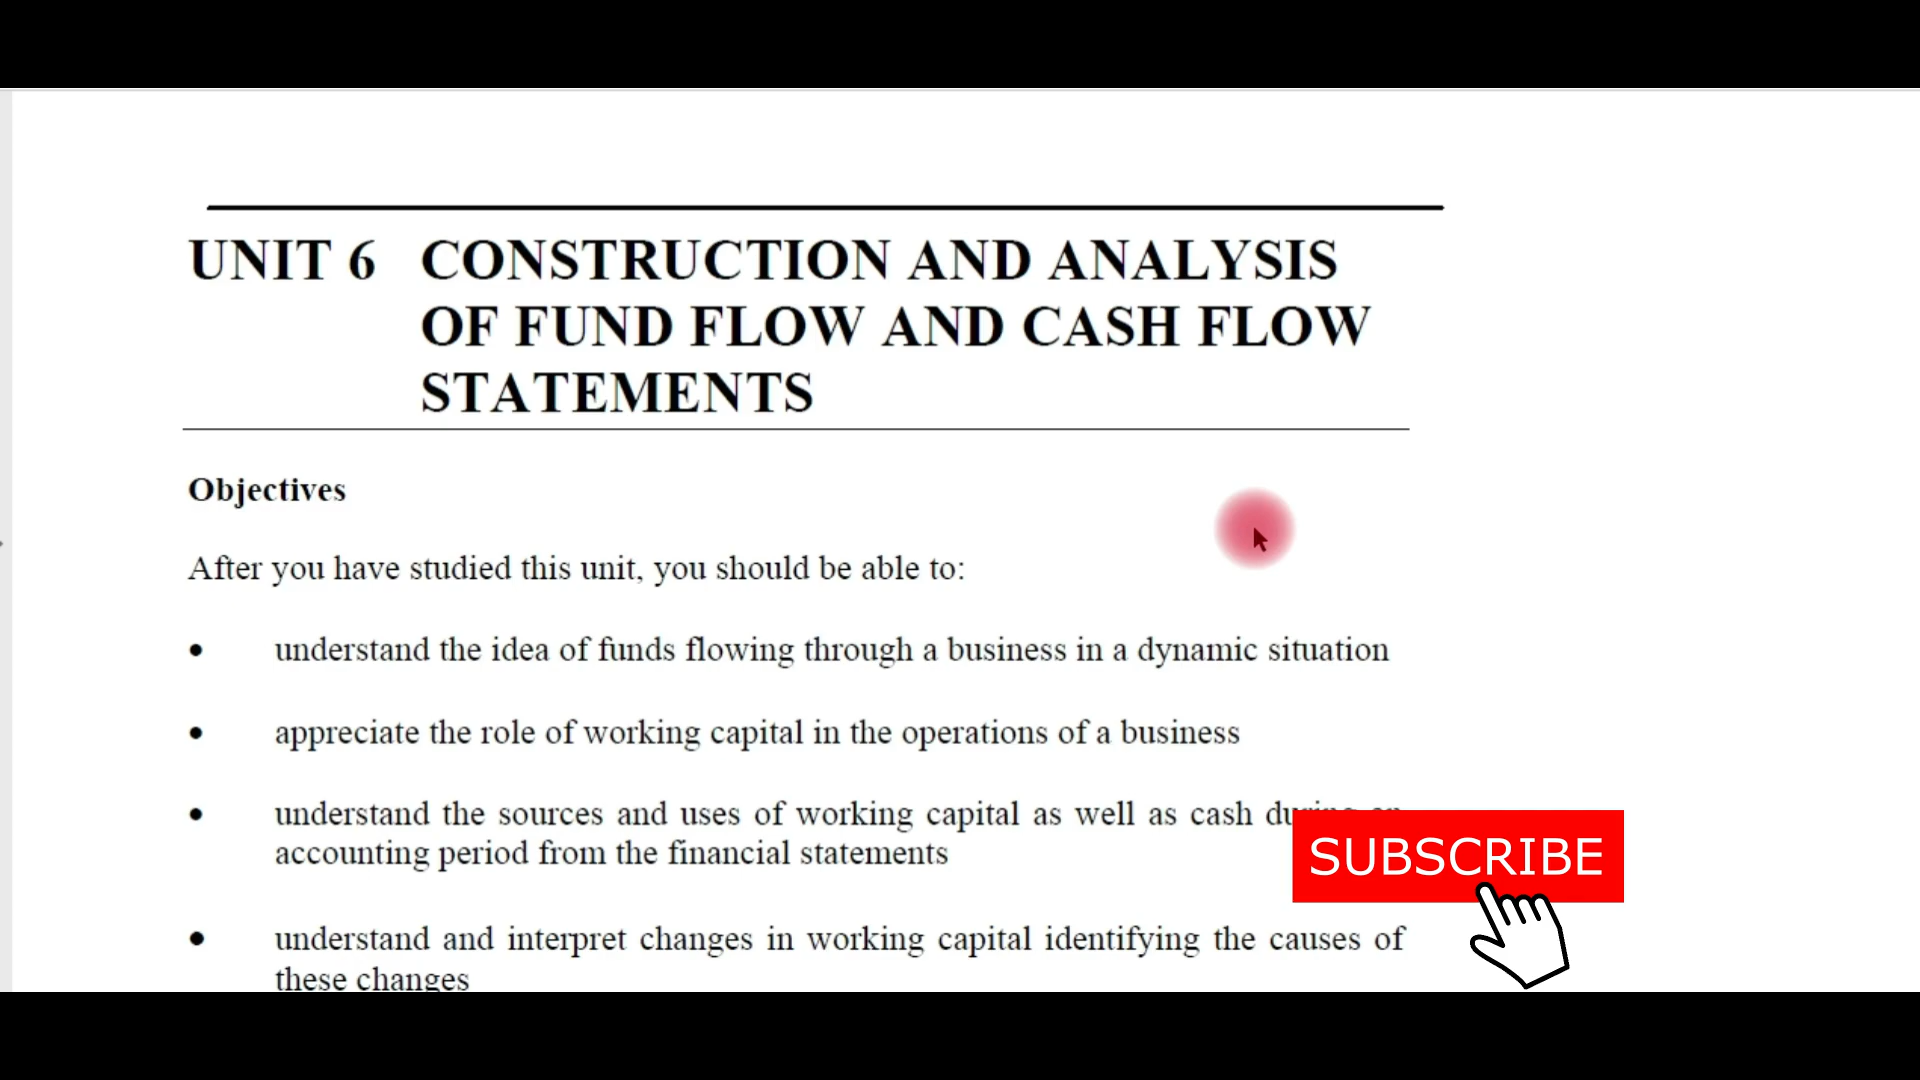 UNIT 6 CONSTRUCTION AND ANALYSIS
OF FUND FLOW AND CASH FLOW
STATEMENTS
Objectives
After you have studied this unit, you should be able to:
• understand the idea of funds flowing through a business in a dynamic situation
• appreciate the role of working capital in the operations of a business
• understand the sources and uses of working capital as well as cash during an
accounting period from the financial statements
SUBSCRIBE
• understand and interpret changes in working capital identifying the causes of
these changes